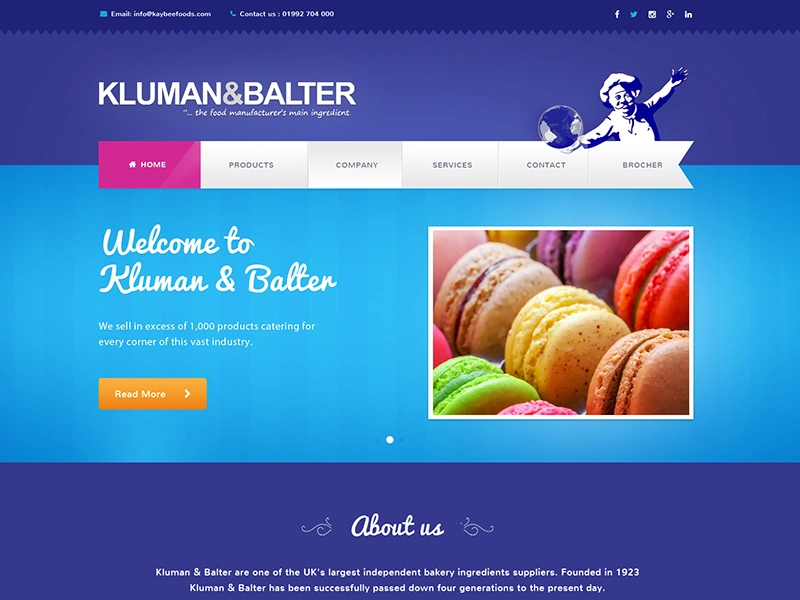 Email: info@kaybeefoods.com
Contact us : 01992 704 000
KLUMAN&BALTER
"... the food manufacturer's main ingredient
HOME
PRODUCTS
COMPANY
SERVICES
CONTACT
BROCHER
Welcome to
Kluman & Balter
We sell in excess of 1,000 products catering for
every corner of this vast industry.
Read More
About us
Kluman & Balter are one of the UK's largest independent bakery ingredients suppliers. Founded in 1923
Kluman & Balter has been successfully passed down four generations to the present day.